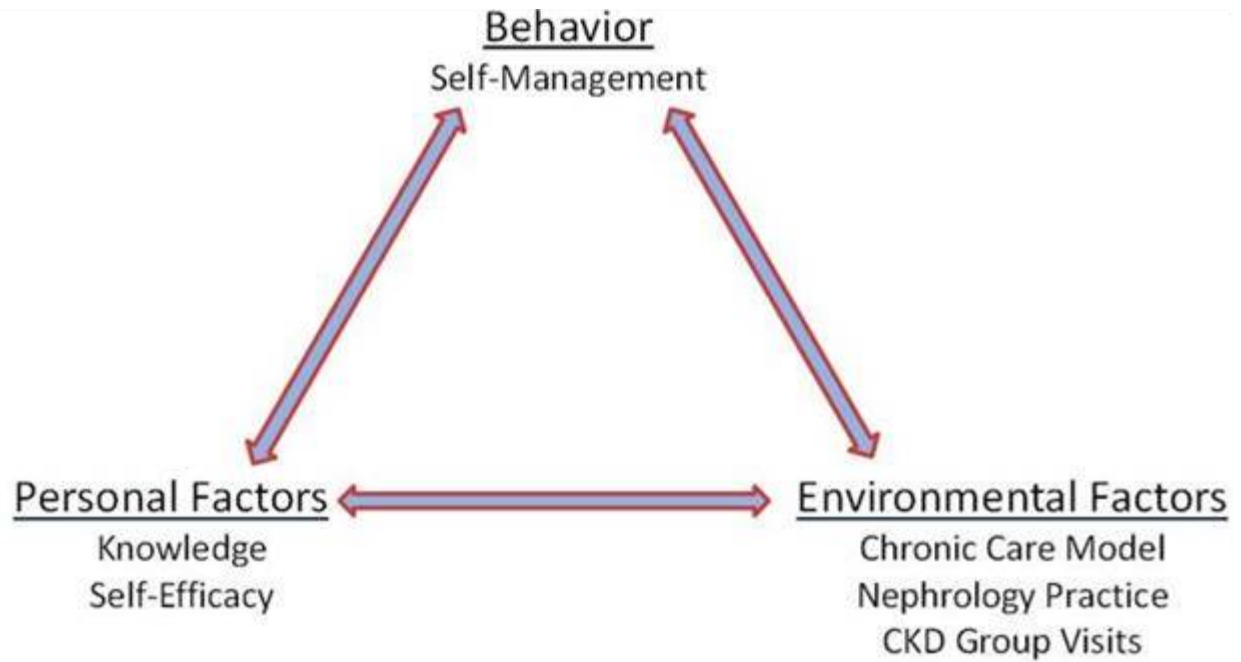 Behavior
Self-Management
Personal Factors
Knowledge
Self-Efficacy
Environmental Factors
Chronic Care Model
Nephrology Practice
CKD Group Visits